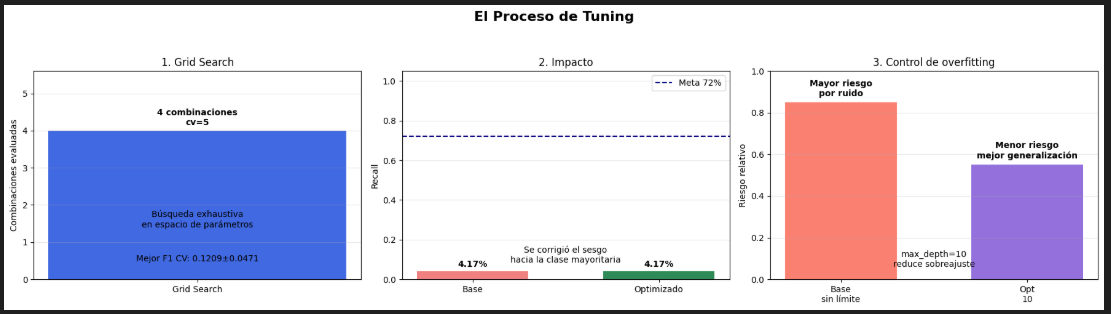 El Proceso de Tuning
1. Grid Search
Combinaciones evaluadas
5
4
3
2
1
0
4 combinaciones
cv=5
Búsqueda exhaustiva
en espacio de parámetros
Mejor F1 CV: 0.1209±0.0471
Grid Search
2. Impacto
Recall
1.0
0.8
0.6
0.4
0.2
0.0
Meta 72%
Se corrigió el sesgo
hacia la clase mayoritaria
4.17%
4.17%
Base
Optimizado
3. Control de overfitting
Riesgo relativo
1.0
0.8
0.6
0.4
0.2
0.0
Mayor riesgo
por ruido
Menor riesgo
mejor generalización
max_depth=10
reduce sobreajuste
Base
sin límite
Opt
10